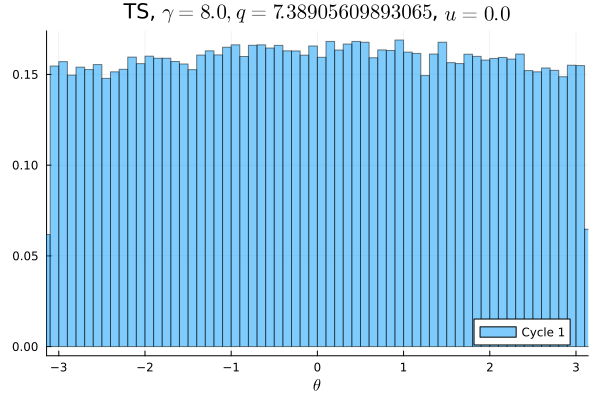 TS, γ = 8.0, q = 7.38905609893065, u = 0.0
0.15
0.10
0.05
0.00
Cycle 1
−3 −2 −1 0 1 2 3
θ